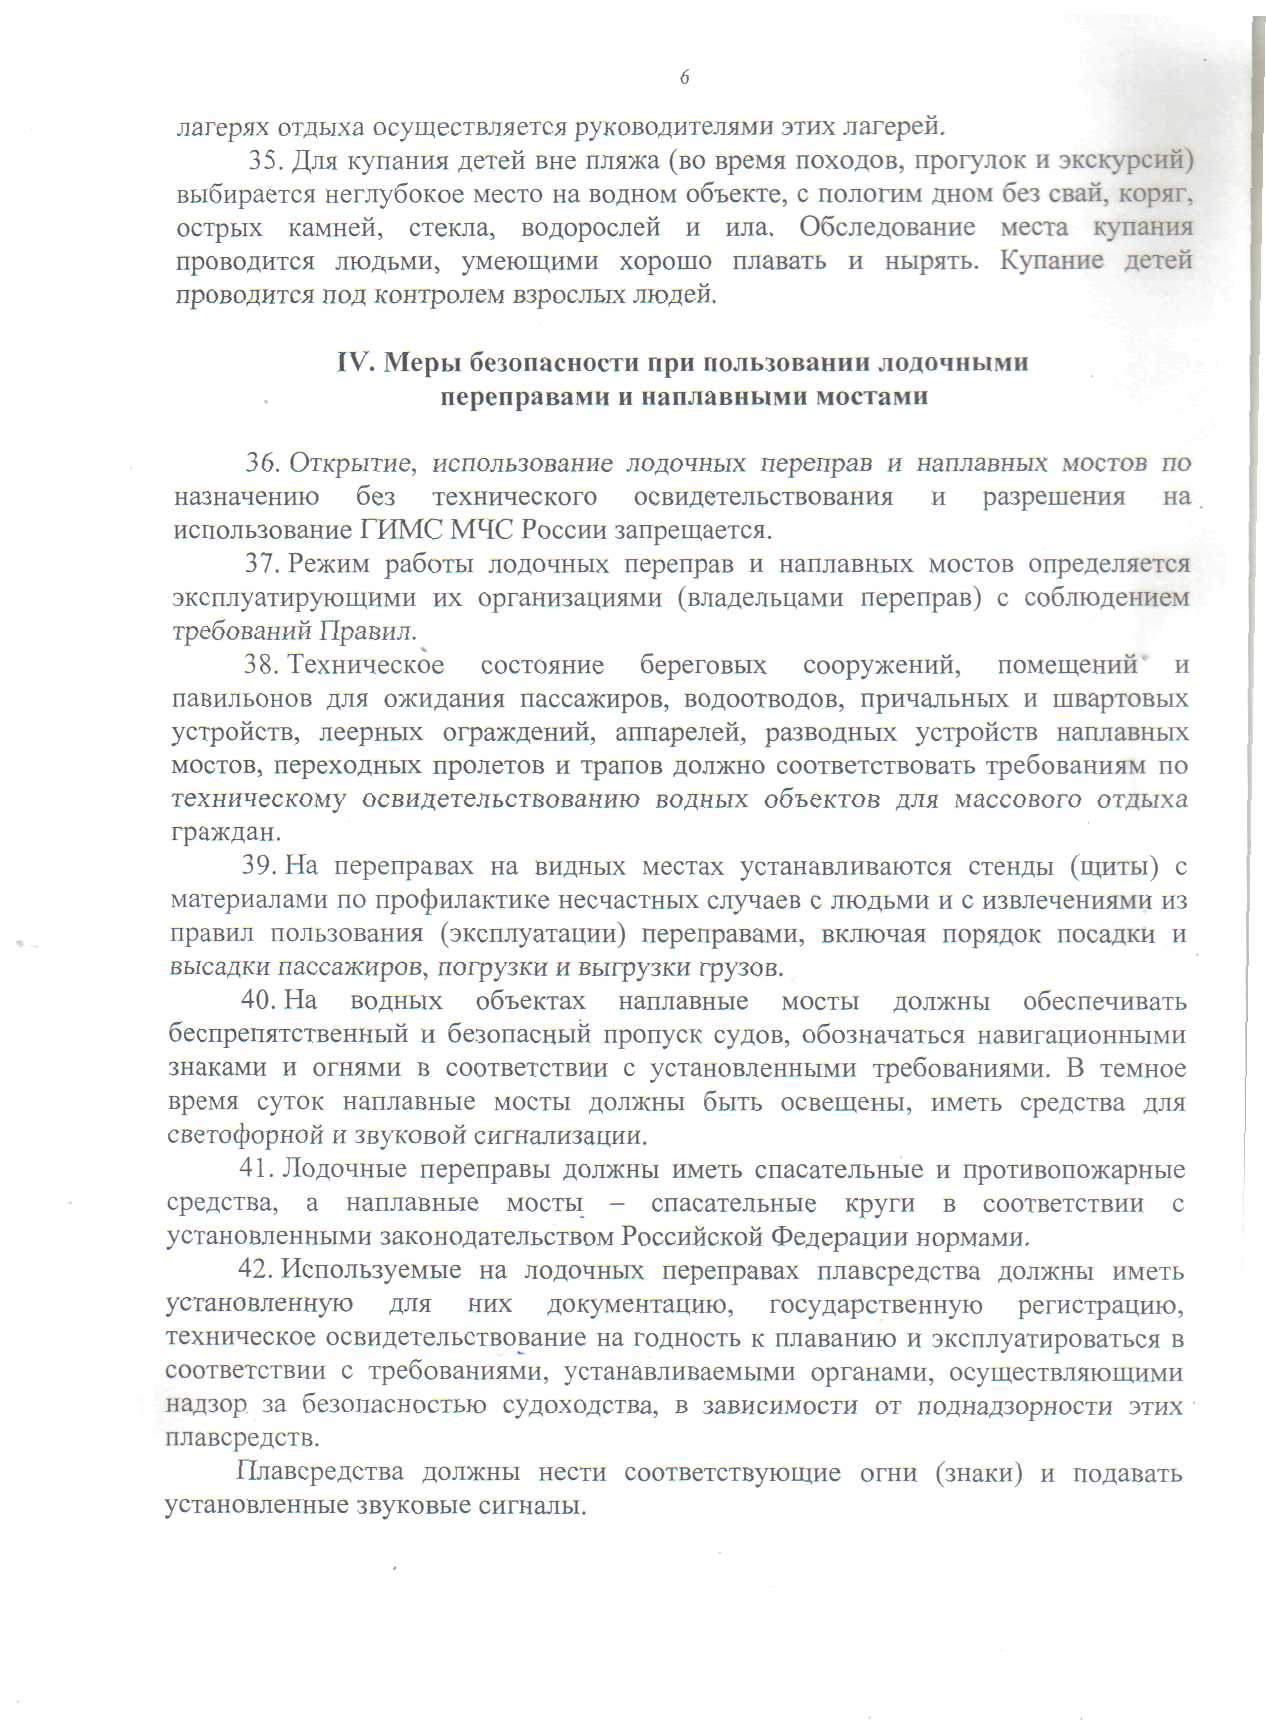 6
лагерях отдыха осуществляется руководителями этих лагерей.
35. Для купания детей вне пляжа (во время походов, прогулок и экскурсий)
выбирается неглубокое место на водном объекте, с пологим дном без свай, коряг,
острых камней, стекла, водорослей и ила. Обследование места купания
проводится людьми, умеющими хорошо плавать и нырять. Купание детей
проводится под контролем взрослых людей.
IV. Меры безопасности при пользовании лодочными
переправами и наплавными мостами
36. Открытие, использование лодочных переправ и наплавных мостов по
назначению без технического освидетельствования и разрешения на
использование ГИМС МЧС России запрещается.
37. Режим работы лодочных переправ и наплавных мостов определяется
эксплуатирующими их организациями (владельцами переправ) с соблюдением
требований Правил.
38. Техническое состояние береговых сооружений, помещений и
павильонов для ожидания пассажиров, водоотводов, причальных и швартовых
устройств, леерных ограждений, аппарелей, разводных устройств наплавных
мостов, переходных пролетов и трапов должно соответствовать требованиям по
техническому освидетельствованию водных объектов для массового отдыха
граждан.
39. На переправах на видных местах устанавливаются стенды (щиты) с
материалами по профилактике несчастных случаев с людьми и с извлечениями из
правил пользования (эксплуатации) переправами, включая порядок посадки и
высадки пассажиров, погрузки и выгрузки грузов.
40. На водных объектах наплавные мосты должны обеспечивать
беспрепятственный и безопасный пропуск судов, обозначаться навигационными
знаками и огнями в соответствии с установленными требованиями. В темное
время суток наплавные мосты должны быть освещены, иметь средства для
светофорной и звуковой сигнализации.
41. Лодочные переправы должны иметь спасательные и противопожарные
средства, а наплавные мосты – спасательные круги в соответствии с
установленными законодательством Российской Федерации нормами.
42. Используемые на лодочных переправах плавсредства должны иметь
установленную для них документацию, государственную регистрацию,
техническое освидетельствование на годность к плаванию и эксплуатироваться в
соответствии с требованиями, устанавливаемыми органами, осуществляющими
надзор за безопасностью судоходства, в зависимости от поднадзорности этих
плавсредств.
Плавсредства должны нести соответствующие огни (знаки) и подавать
установленные звуковые сигналы.